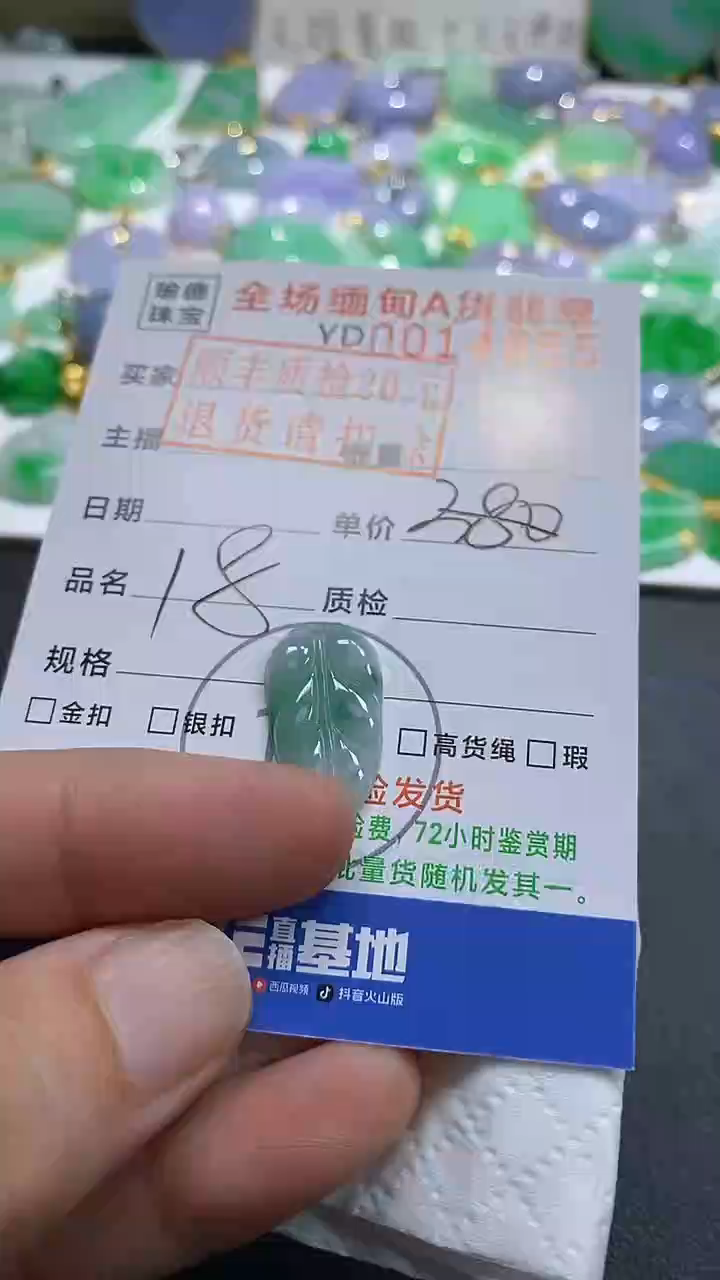 瑜德珠宝
全场缅甸A货翡翠
YD001
买家
顺丰质检20元
主播
退货请扣
日期
单价 380
品名 18
质检
规格
□金扣 □银扣 □高货绳 □瑕
检发货
检费,72小时鉴赏期
批量货随机发其一。
直播基地
西瓜视频 抖音火山版